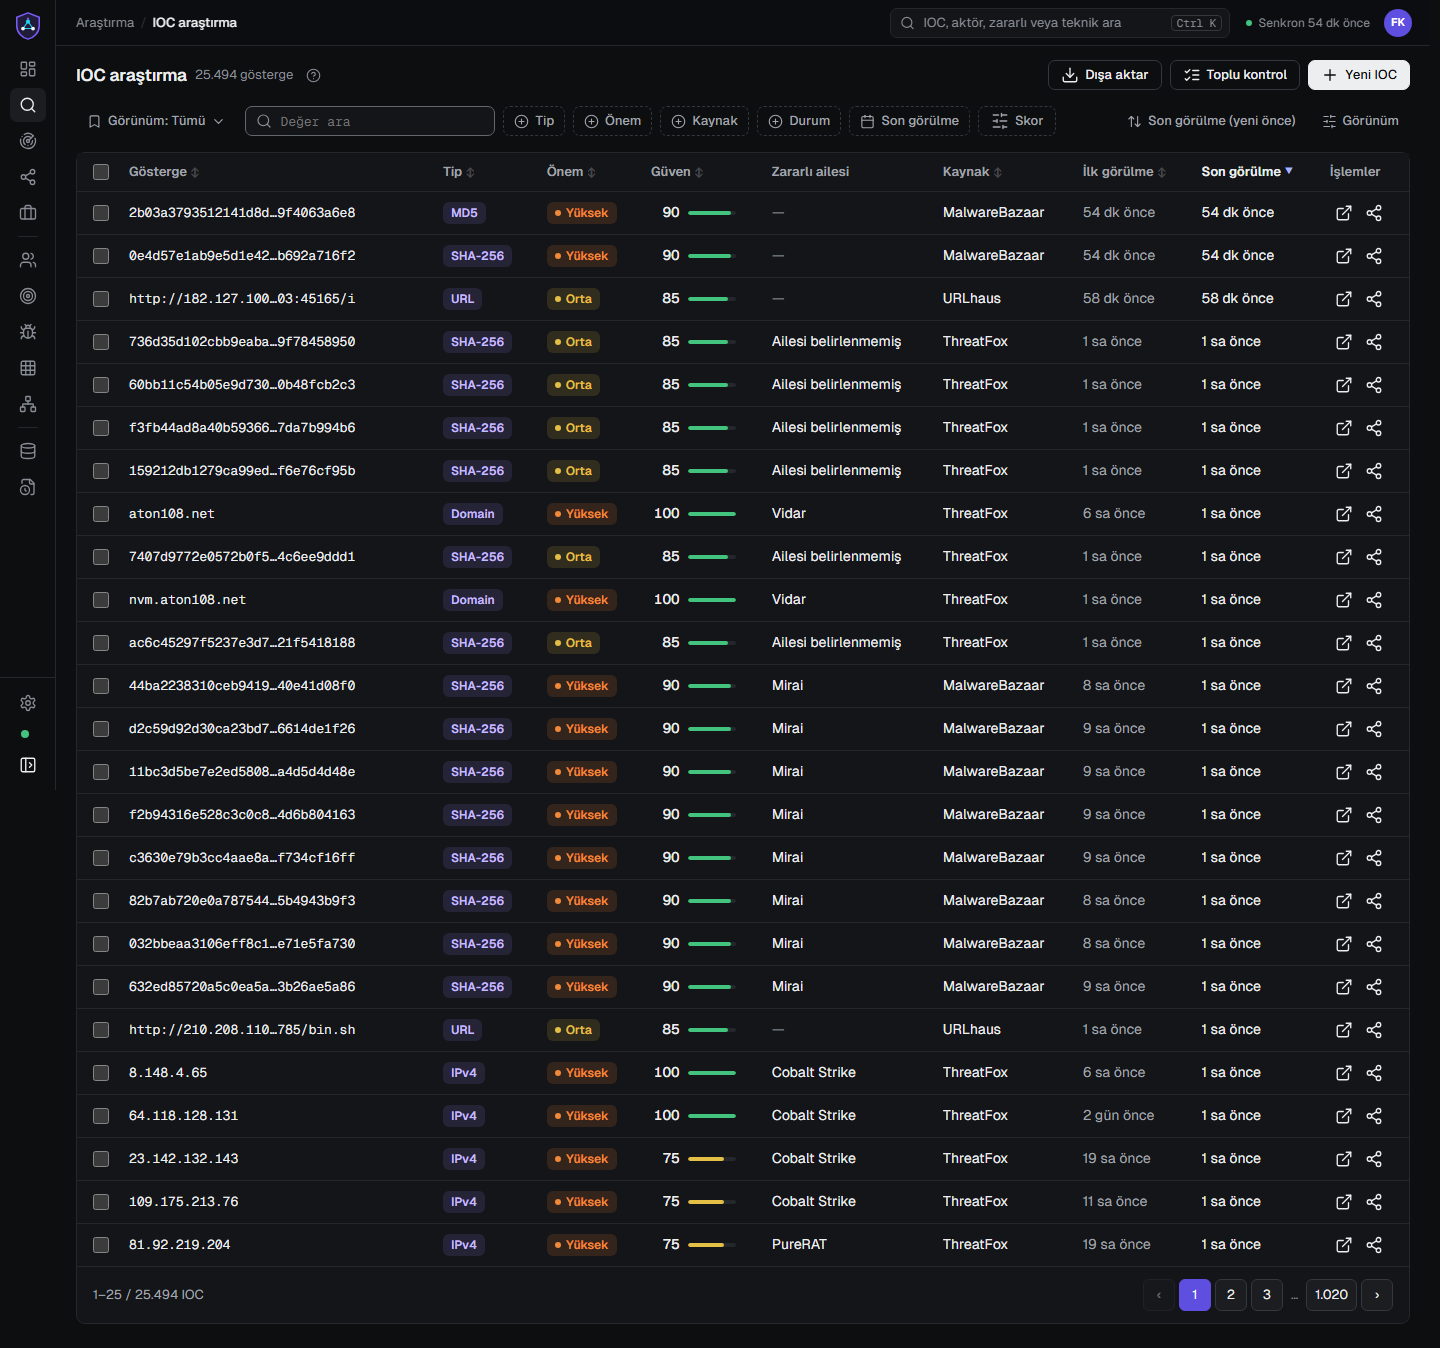 Araştırma / IOC araştırma
IOC, aktör, zararlı veya teknik ara Ctrl K
Senkron 54 dk önce FK
IOC araştırma 25.494 gösterge
Dışa aktar Toplu kontrol Yeni IOC
Görünüm: Tümü Değer ara Tip Önem Kaynak Durum Son görülme Skor Son görülme (yeni önce) Görünüm
Gösterge Tip Önem Güven Zararlı ailesi Kaynak İlk görülme Son görülme İşlemler
2b03a3793512141d8d…9f4063a6e8 MD5 Yüksek 90 — MalwareBazaar 54 dk önce 54 dk önce
0e4d57e1ab9e5d1e42…b692a716f2 SHA-256 Yüksek 90 — MalwareBazaar 54 dk önce 54 dk önce
http://182.127.100…03:45165/i URL Orta 85 — URLhaus 58 dk önce 58 dk önce
736d35d102cbb9eaba…9f78458950 SHA-256 Orta 85 Ailesi belirlenmemiş ThreatFox 1 sa önce 1 sa önce
60bb11c54b05e9d730…0b48fcb2c3 SHA-256 Orta 85 Ailesi belirlenmemiş ThreatFox 1 sa önce 1 sa önce
f3fb44ad8a40b59366…7da7b994b6 SHA-256 Orta 85 Ailesi belirlenmemiş ThreatFox 1 sa önce 1 sa önce
159212db1279ca99ed…f6e76cf95b SHA-256 Orta 85 Ailesi belirlenmemiş ThreatFox 1 sa önce 1 sa önce
aton108.net Domain Yüksek 100 Vidar ThreatFox 6 sa önce 1 sa önce
7407d9772e0572b0f5…4c6ee9ddd1 SHA-256 Orta 85 Ailesi belirlenmemiş ThreatFox 1 sa önce 1 sa önce
nvm.aton108.net Domain Yüksek 100 Vidar ThreatFox 1 sa önce 1 sa önce
ac6c45297f5237e3d7…21f5418188 SHA-256 Orta 85 Ailesi belirlenmemiş ThreatFox 1 sa önce 1 sa önce
44ba2238310ceb9419…40e41d08f0 SHA-256 Yüksek 90 Mirai MalwareBazaar 8 sa önce 1 sa önce
d2c59d92d30ca23bd7…6614de1f26 SHA-256 Yüksek 90 Mirai MalwareBazaar 9 sa önce 1 sa önce
11bc3d5be7e2ed5808…a4d5d4d48e SHA-256 Yüksek 90 Mirai MalwareBazaar 9 sa önce 1 sa önce
f2b94316e528c3c0c8…4d6b804163 SHA-256 Yüksek 90 Mirai MalwareBazaar 9 sa önce 1 sa önce
c3630e79b3cc4aae8a…f734cf16ff SHA-256 Yüksek 90 Mirai MalwareBazaar 9 sa önce 1 sa önce
82b7ab720e0a787544…5b4943b9f3 SHA-256 Yüksek 90 Mirai MalwareBazaar 8 sa önce 1 sa önce
032bbeaa3106eff8c1…e71e5fa730 SHA-256 Yüksek 90 Mirai MalwareBazaar 8 sa önce 1 sa önce
632ed85720a5c0ea5a…3b26ae5a86 SHA-256 Yüksek 90 Mirai MalwareBazaar 9 sa önce 1 sa önce
http://210.208.110…785/bin.sh URL Orta 85 — URLhaus 1 sa önce 1 sa önce
8.148.4.65 IPv4 Yüksek 100 Cobalt Strike ThreatFox 6 sa önce 1 sa önce
64.118.128.131 IPv4 Yüksek 100 Cobalt Strike ThreatFox 2 gün önce 1 sa önce
23.142.132.143 IPv4 Yüksek 75 Cobalt Strike ThreatFox 19 sa önce 1 sa önce
109.175.213.76 IPv4 Yüksek 75 Cobalt Strike ThreatFox 11 sa önce 1 sa önce
81.92.219.204 IPv4 Yüksek 75 PureRAT ThreatFox 19 sa önce 1 sa önce
1–25 / 25.494 IOC ‹ 1 2 3 … 1.020 ›